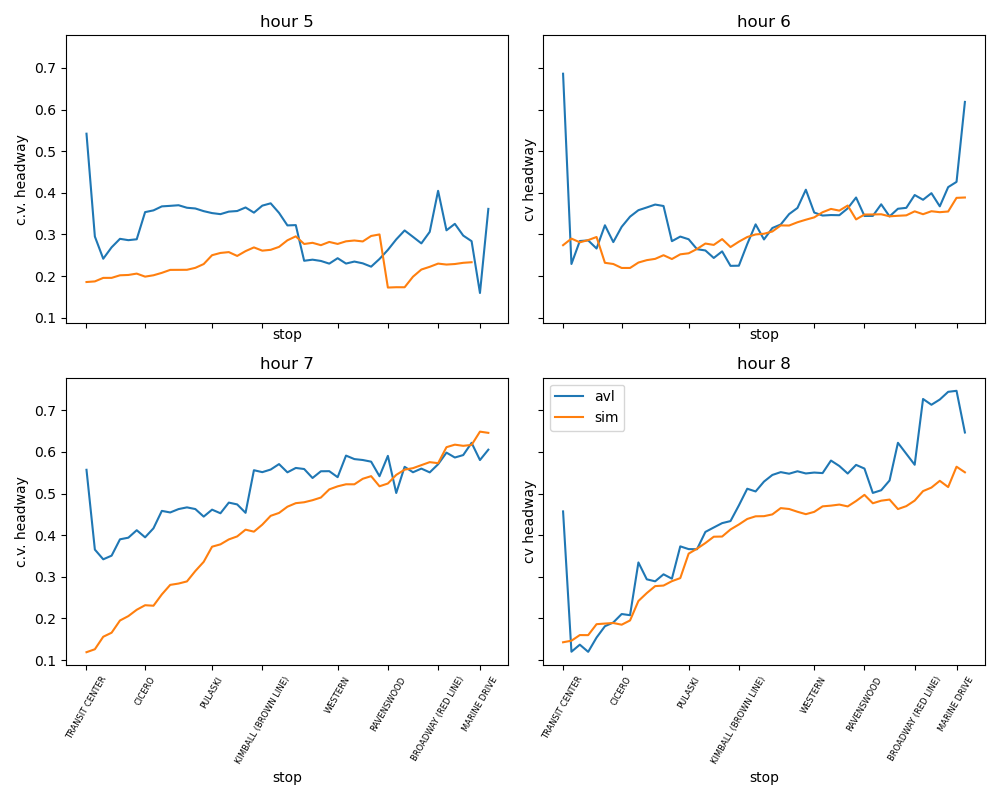 hour 5
hour 6
c.v. headway
0.7
0.6
0.5
0.4
0.3
0.2
0.1
stop
cv headway
stop
hour 7
hour 8
c.v. headway
0.7
0.6
0.5
0.4
0.3
0.2
0.1
TRANSIT CENTER
CICERO
PULASKI
KIMBALL (BROWN LINE)
WESTERN
RAVENSWOOD
BROADWAY (RED LINE)
MARINE DRIVE
stop
cv headway
avl
sim
TRANSIT CENTER
CICERO
PULASKI
KIMBALL (BROWN LINE)
WESTERN
RAVENSWOOD
BROADWAY (RED LINE)
MARINE DRIVE
stop